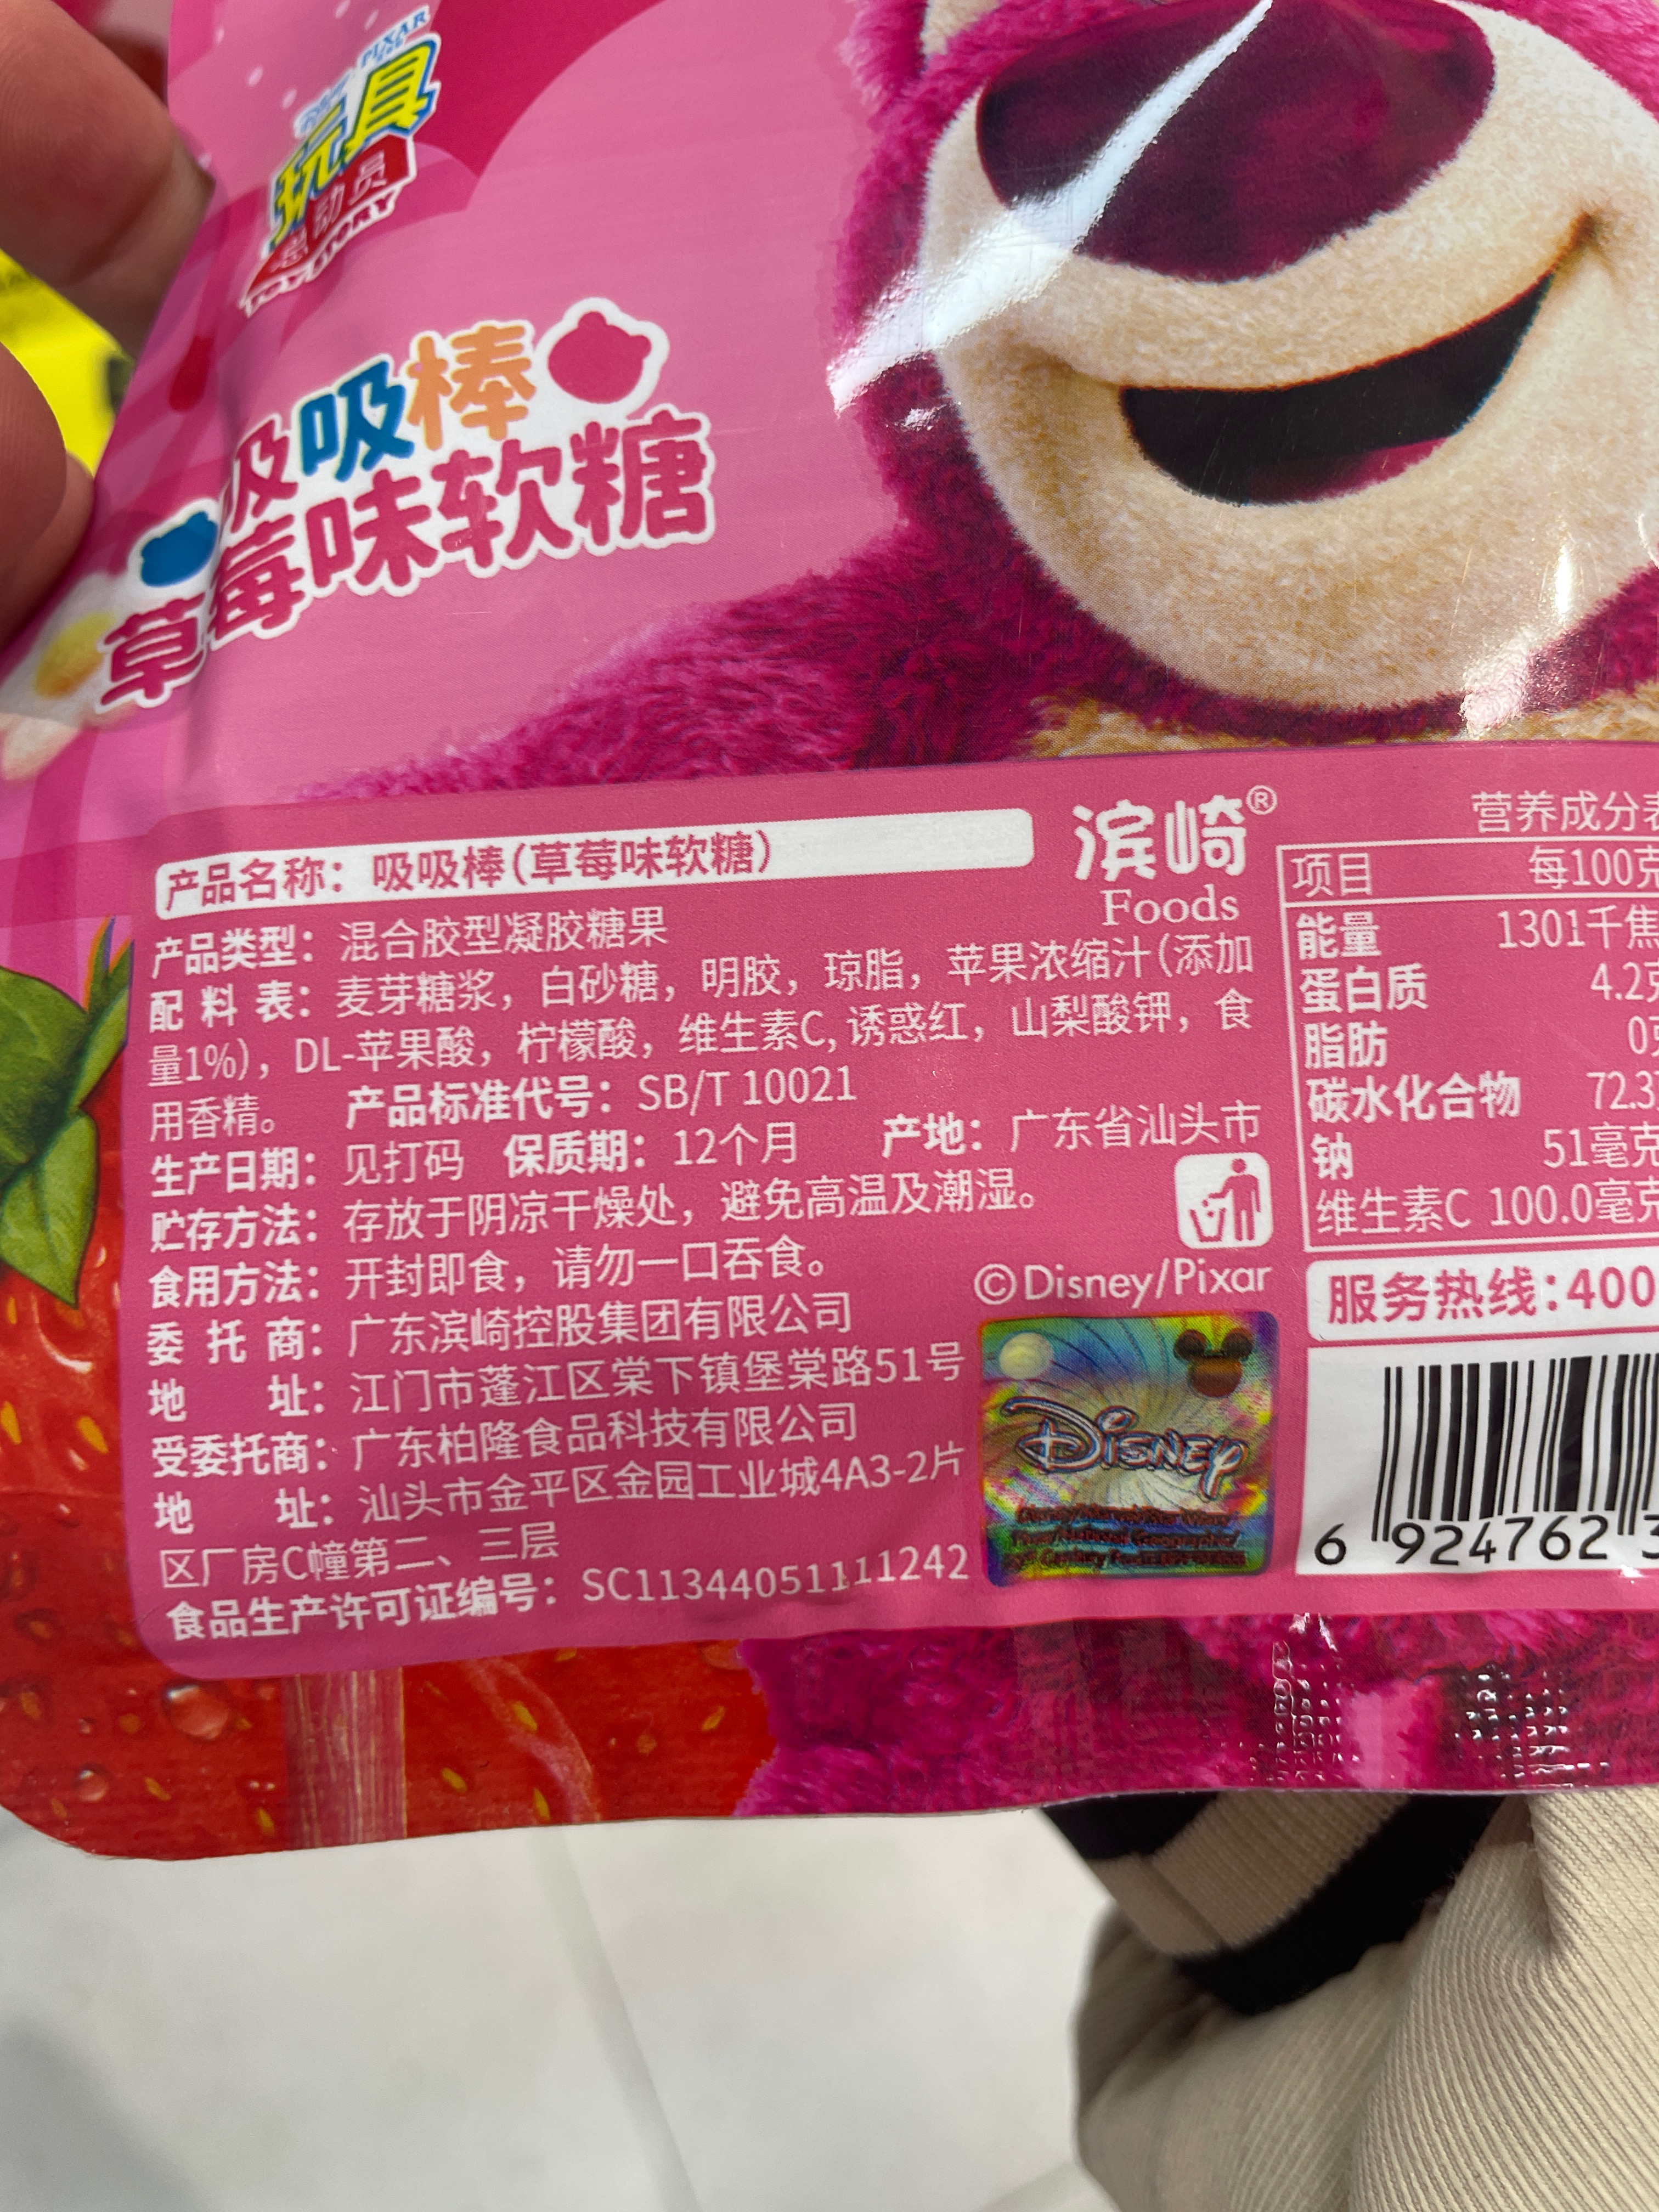 PIXAR
玩具
总动员
TOY STORY
吸吸棒
草莓味软糖
产品名称：吸吸棒(草莓味软糖)
产品类型：混合胶型凝胶糖果
配料表：麦芽糖浆，白砂糖，明胶，琼脂，苹果浓缩汁(添加
量1%)，DL-苹果酸，柠檬酸，维生素C, 诱惑红，山梨酸钾，食
用香精。 产品标准代号：SB/T 10021
生产日期：见打码 保质期：12个月 产地：广东省汕头市
贮存方法：存放于阴凉干燥处，避免高温及潮湿。
食用方法：开封即食，请勿一口吞食。
委托商：广东滨崎控股集团有限公司
地址：江门市蓬江区棠下镇堡棠路51号
受委托商：广东柏隆食品科技有限公司
地址：汕头市金平区金园工业城4A3-2片
区厂房C幢第二、三层
食品生产许可证编号：SC11344051111242
滨崎®
Foods
©Disney/Pixar
DISNEY
营养成分表
项目 每100克
能量 1301千焦
蛋白质 4.2克
脂肪 0克
碳水化合物 72.3
钠 51毫克
维生素C 100.0毫克
服务热线:400
6 924762 3